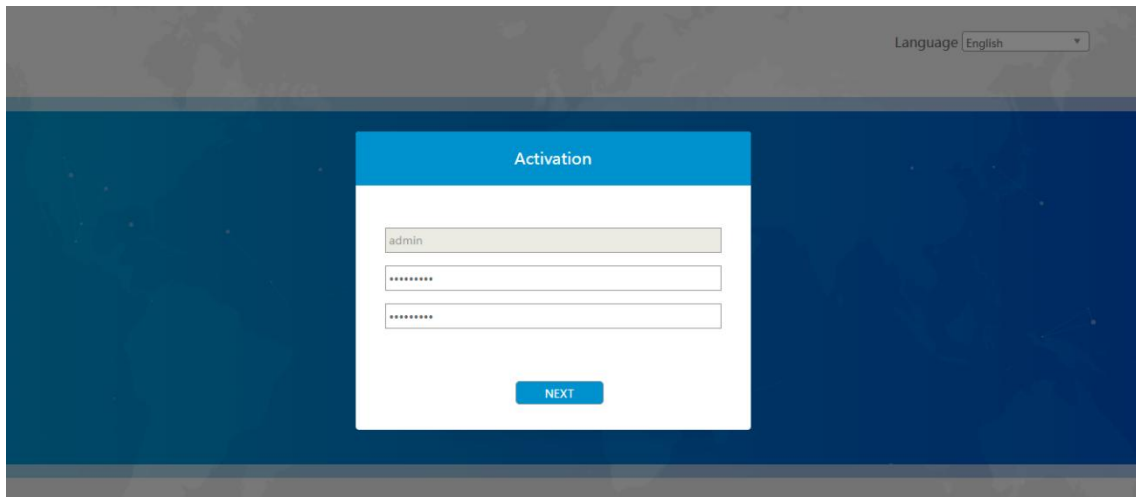 Language English
Activation
admin
•••••••••
•••••••••
NEXT